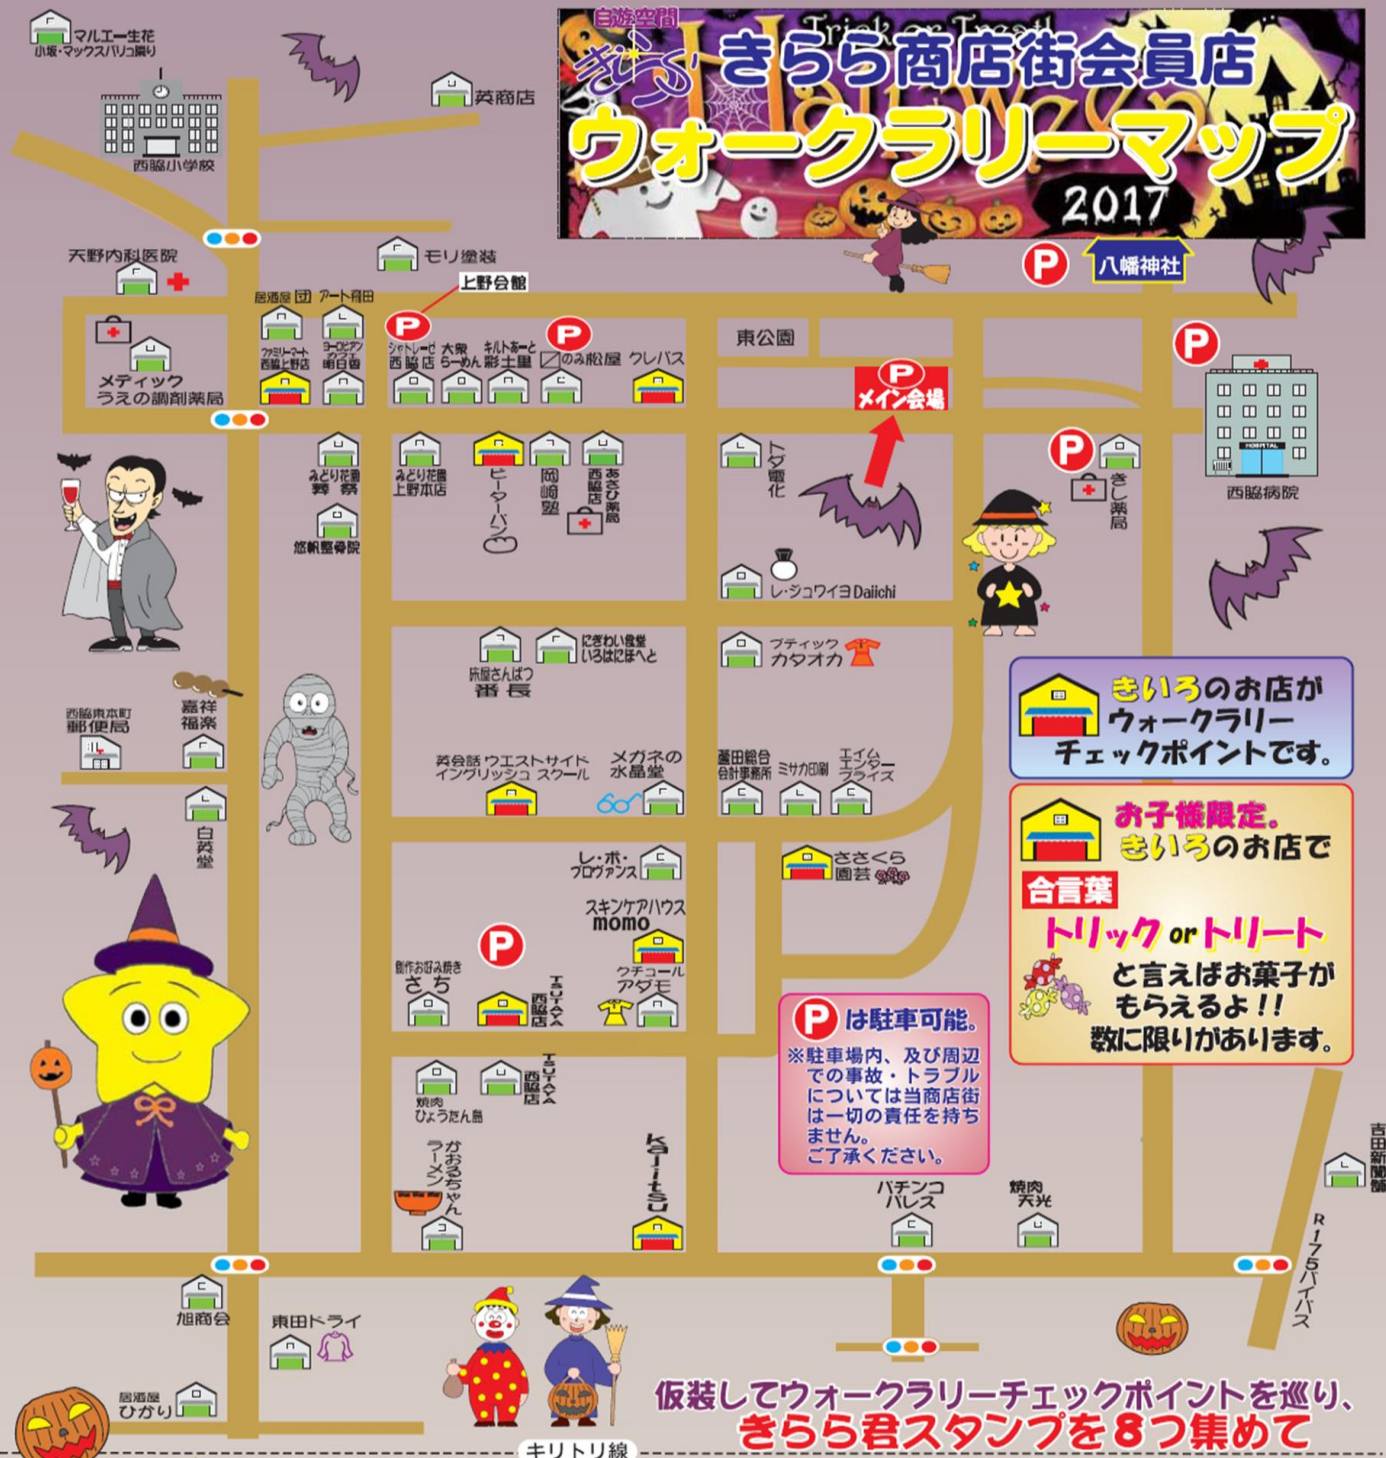 マルエー生花
小坂・マックスバリュ隣り
西脇小学校
英商店
自遊空間
きらら
Trick or Treat!
Halloween
きらら商店街会員店
ウォークラリーマップ
2017
天野内科医院
モリ塗装
上野会館
P
八幡神社
居酒屋 団
アート窪田
メディック
うえの調剤薬局
ファミリーマート
西脇上野店
ヨーロピアン
カフェ
明日香
P
シャトレーゼ
西脇店
大衆
らーめん
キルトあーと
彩土里
P
のみ松屋
クレパス
東公園
P
メイン会場
P
HOSPITAL
西脇病院
みどり花園
葬祭
みどり花園
上野本店
ピーターパン
岡崎塾
あさひ薬局
西脇店
トダ電化
P
きし薬局
悠帆整骨院
レ・ジュワイヨ Daiichi
床屋さんぱつ
番長
にぎわい食堂
いろはにほへと
ブティック
カタオカ
西脇東本町
郵便局
嘉祥
福楽
英会話 ウエストサイド
イングリッシュ スクール
メガネの
水晶堂
蘆田総合
会計事務所
ミサカ印刷
エイム
エンター
プライズ
白英堂
レ・ボ・
プロヴァンス
ささくら
園芸
スキンケアハウス
momo
P
創作お好み焼き
さち
TSUTAYA
西脇店
クチュール
アダモ
焼肉
ひょうたん島
TSUTAYA
西脇店
かおるちゃん
ラーメン
kajitsu
きいろのお店が
ウォークラリー
チェックポイントです。
お子様限定。
きいろのお店で
合言葉
トリック or トリート
と言えばお菓子が
もらえるよ!!
数に限りがあります。
Pは駐車可能。
※駐車場内、及び周辺
での事故・トラブル
については当商店街
は一切の責任を持ち
ません。
ご了承ください。
パチンコ
パレス
焼肉
天光
吉田新聞舗
R175バイパス
旭商会
東田ドライ
居酒屋
ひかり
仮装してウォークラリーチェックポイントを巡り、
きらら君スタンプを8つ集めて
キリトリ線